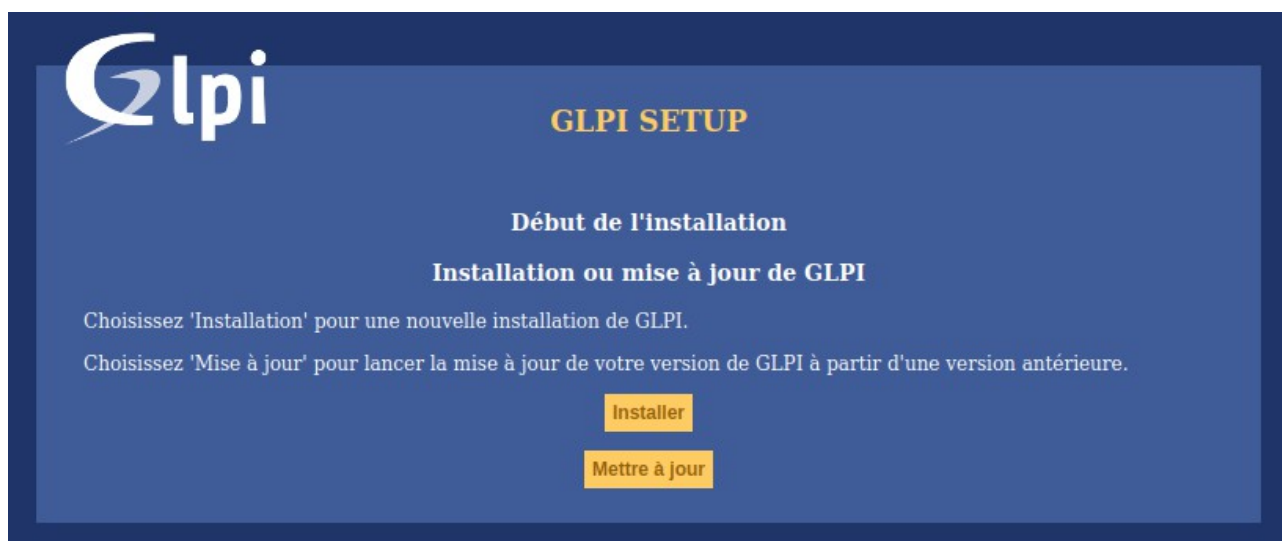 Glpi
GLPI SETUP
Début de l'installation
Installation ou mise à jour de GLPI
Choisissez 'Installation' pour une nouvelle installation de GLPI.
Choisissez 'Mise à jour' pour lancer la mise à jour de votre version de GLPI à partir d'une version antérieure.
Installer
Mettre à jour